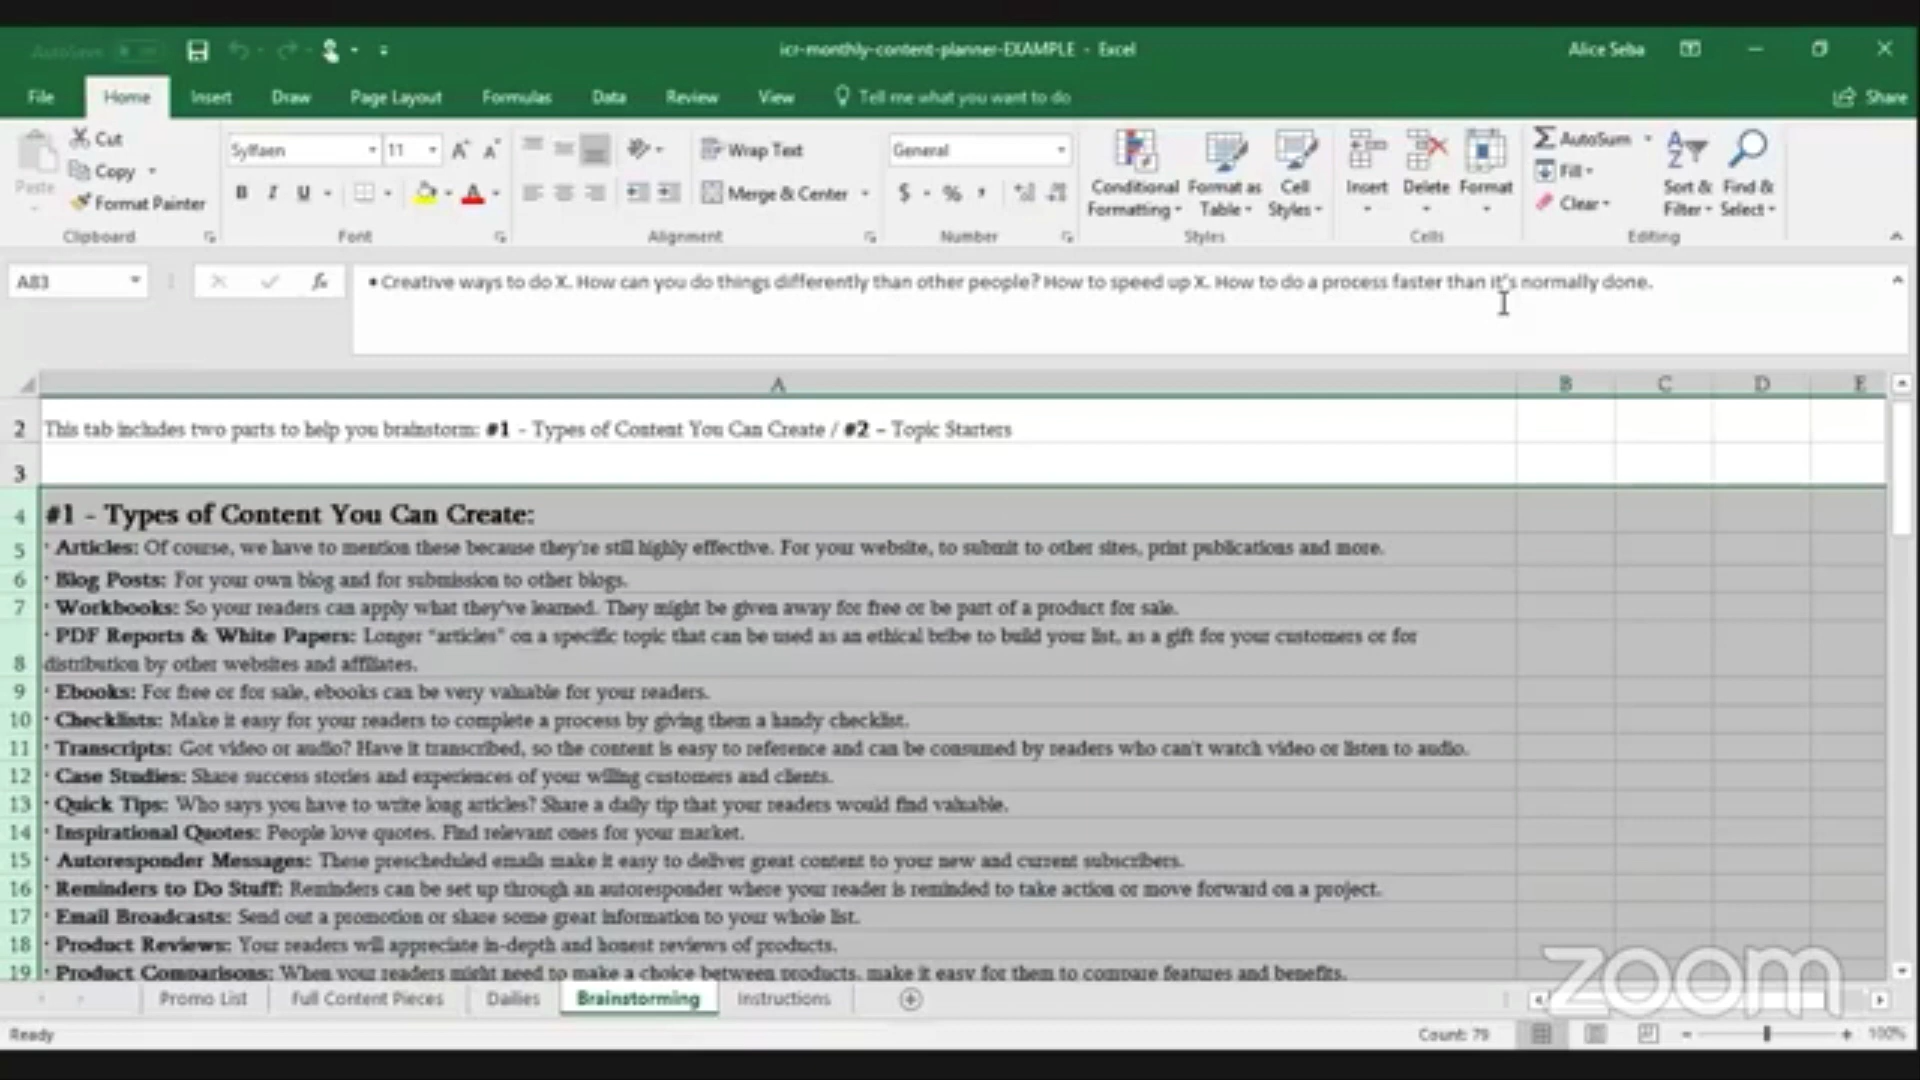 AutoSave
icr-monthly-content-planner-EXAMPLE - Excel
Alice Seba
File Home Insert Draw Page Layout Formulas Data Review View Tell me what you want to do Share
Paste
Cut
Copy
Format Painter
Clipboard
Sylfaen 11
B I U
Font
Wrap Text
Merge & Center
Alignment
General
$ % ,
Number
Conditional Formatting
Format as Table
Cell Styles
Styles
Insert Delete Format
Cells
AutoSum
Fill
Clear
Sort & Filter
Find & Select
Editing
A83
fx
• Creative ways to do X. How can you do things differently than other people? How to speed up X. How to do a process faster than it's normally done.
A B C D E
2 This tab includes two parts to help you brainstorm: #1 - Types of Content You Can Create / #2 - Topic Starters
3
4 #1 - Types of Content You Can Create:
5 · Articles: Of course, we have to mention these because they're still highly effective. For your website, to submit to other sites, print publications and more.
6 · Blog Posts: For your own blog and for submission to other blogs.
7 · Workbooks: So your readers can apply what they've learned. They might be given away for free or be part of a product for sale.
· PDF Reports & White Papers: Longer "articles" on a specific topic that can be used as an ethical bribe to build your list, as a gift for your customers or for
8 distribution by other websites and affiliates.
9 · Ebooks: For free or for sale, ebooks can be very valuable for your readers.
10 · Checklists: Make it easy for your readers to complete a process by giving them a handy checklist.
11 · Transcripts: Got video or audio? Have it transcribed, so the content is easy to reference and can be consumed by readers who can't watch video or listen to audio.
12 · Case Studies: Share success stories and experiences of your willing customers and clients.
13 · Quick Tips: Who says you have to write long articles? Share a daily tip that your readers would find valuable.
14 · Inspirational Quotes: People love quotes. Find relevant ones for your market.
15 · Autoresponder Messages: These prescheduled emails make it easy to deliver great content to your new and current subscribers.
16 · Reminders to Do Stuff: Reminders can be set up through an autoresponder where your reader is reminded to take action or move forward on a project.
17 · Email Broadcasts: Send out a promotion or share some great information to your whole list.
18 · Product Reviews: Your readers will appreciate in-depth and honest reviews of products.
19 · Product Comparisons: When your readers might need to make a choice between products, make it easy for them to compare features and benefits.
zoom
Promo List Full Content Pieces Dailies Brainstorming Instructions
Ready
Count: 79
100%